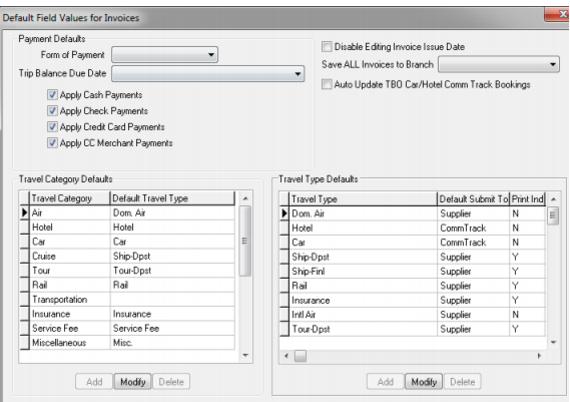 Default Field Values for Invoices
Payment Defaults
Form of Payment
Trip Balance Due Date
Apply Cash Payments
Apply Check Payments
Apply Credit Card Payments
Apply CC Merchant Payments
Disable Editing Invoice Issue Date
Save ALL Invoices to Branch
Auto Update TBO Car/Hotel Comm Track Bookings
Travel Category Defaults
Travel Category Default Travel Type
Air Dom. Air
Hotel Hotel
Car Car
Cruise Ship-Dpst
Tour Tour-Dpst
Rail Rail
Transportation
Insurance Insurance
Service Fee Service Fee
Miscellaneous Misc.
Add Modify Delete
Travel Type Defaults
Travel Type Default Submit To Print Ind
Dom. Air Supplier N
Hotel CommTrack N
Car CommTrack N
Ship-Dpst Supplier Y
Ship-Finl Supplier Y
Rail Supplier Y
Insurance Supplier Y
Intl Air Supplier N
Tour-Dpst Supplier Y
Add Modify Delete